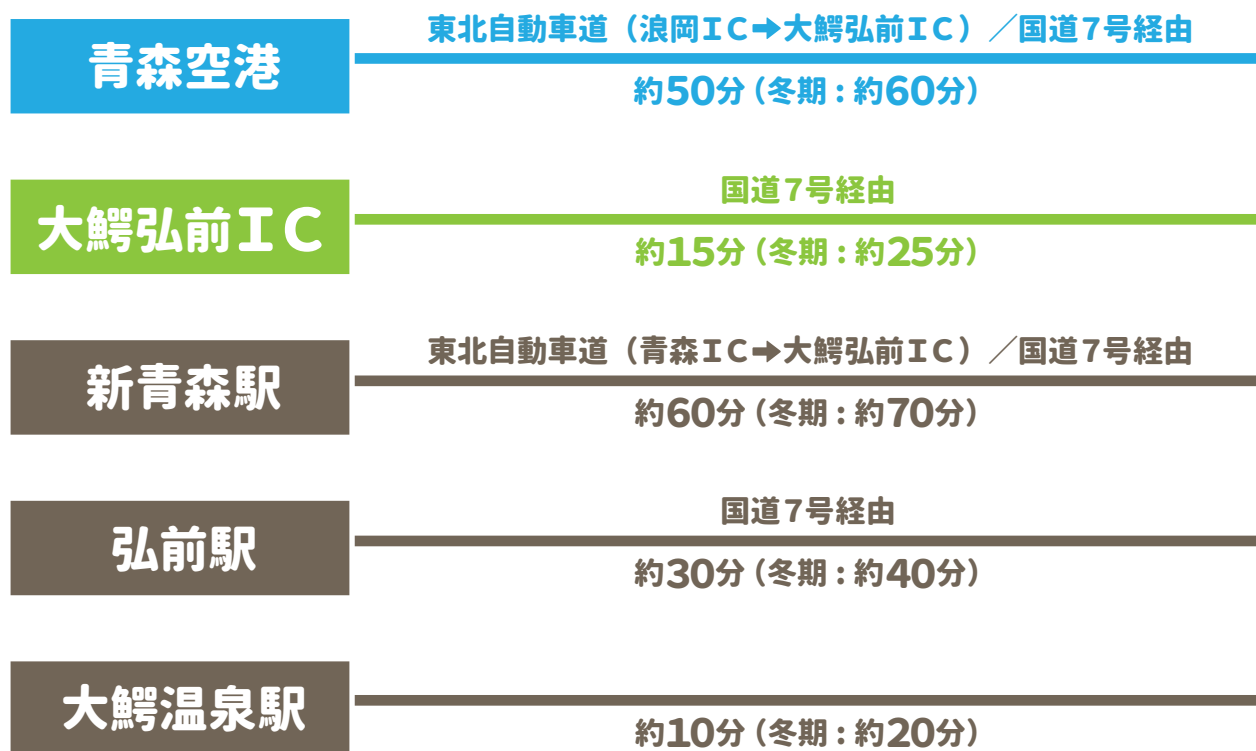 青森空港
東北自動車道（浪岡IC➡大鰐弘前IC）／国道7号経由
約50分（冬期：約60分）
大鰐弘前IC
国道7号経由
約15分（冬期：約25分）
新青森駅
東北自動車道（青森IC➡大鰐弘前IC）／国道7号経由
約60分（冬期：約70分）
弘前駅
国道7号経由
約30分（冬期：約40分）
大鰐温泉駅
約10分（冬期：約20分）